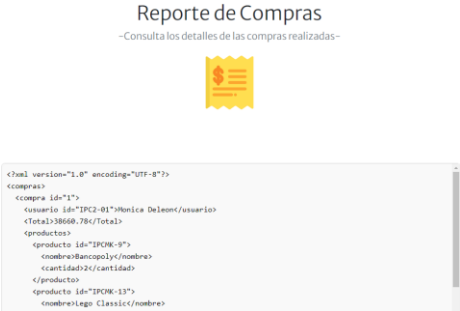 Reporte de Compras
~Consulta los detalles de las compras realizadas~
$
<?xml version="1.0" encoding="UTF-8"?>
<compras>
<compra id="1">
<usuario id="IPC2-01">Monica Deleon</usuario>
<Total>38660.78</Total>
<productos>
<producto id="IPCMK-9">
<nombre>Bancopoly</nombre>
<cantidad>2</cantidad>
</producto>
<producto id="IPCMK-13">
<nombre>Lego Classic</nombre>